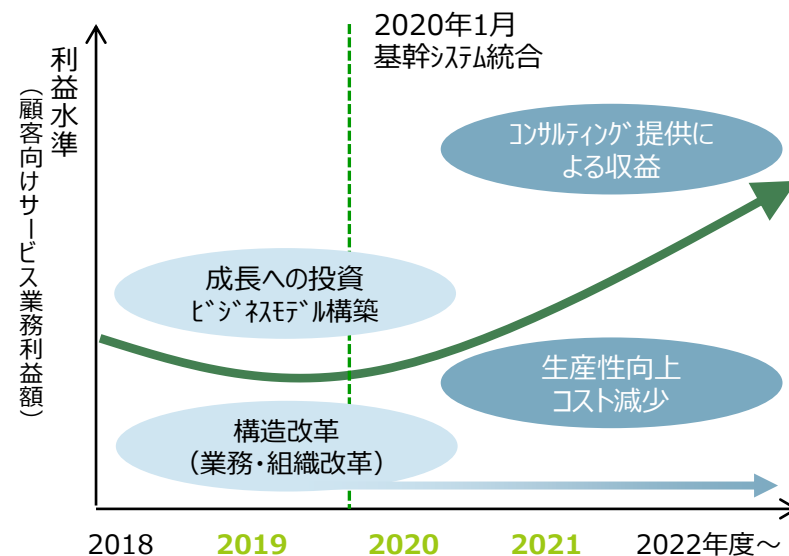 2020年1月
基幹ｼｽﾃﾑ統合
利益水準
（顧客向けサービス業務利益額）
ｺﾝｻﾙﾃｨﾝｸﾞ提供に
よる収益
成長への投資
ﾋﾞｼﾞﾈｽﾓﾃﾞﾙ構築
生産性向上
コスト減少
構造改革
（業務・組織改革）
2018 2019 2020 2021 2022年度～